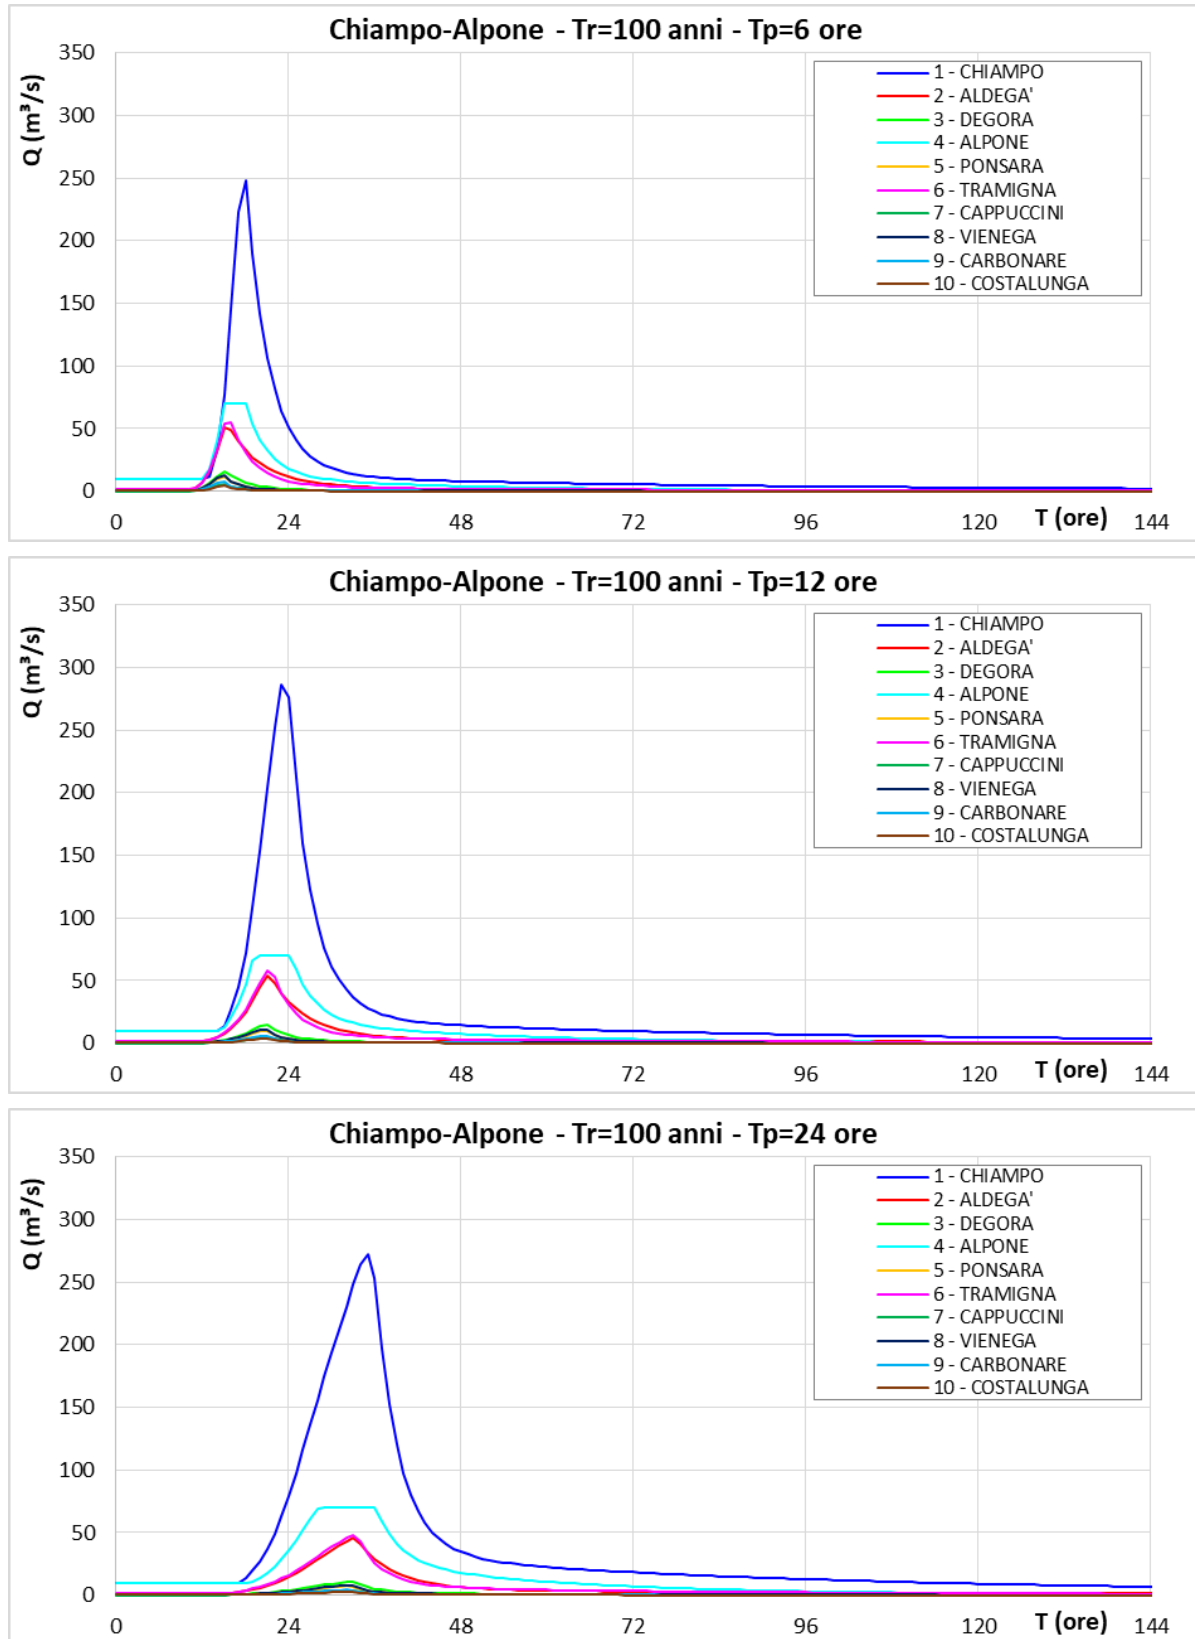 Chiampo-Alpone - Tr=100 anni - Tp=6 ore
Q (m³/s)
350
300
250
200
150
100
50
0
1 - CHIAMPO
2 - ALDEGA'
3 - DEGORA
4 - ALPONE
5 - PONSARA
6 - TRAMIGNA
7 - CAPPUCCINI
8 - VIENEGA
9 - CARBONARE
10 - COSTALUNGA
0 24 48 72 96 120 T (ore) 144
Chiampo-Alpone - Tr=100 anni - Tp=12 ore
Q (m³/s)
350
300
250
200
150
100
50
0
1 - CHIAMPO
2 - ALDEGA'
3 - DEGORA
4 - ALPONE
5 - PONSARA
6 - TRAMIGNA
7 - CAPPUCCINI
8 - VIENEGA
9 - CARBONARE
10 - COSTALUNGA
0 24 48 72 96 120 T (ore) 144
Chiampo-Alpone - Tr=100 anni - Tp=24 ore
Q (m³/s)
350
300
250
200
150
100
50
0
1 - CHIAMPO
2 - ALDEGA'
3 - DEGORA
4 - ALPONE
5 - PONSARA
6 - TRAMIGNA
7 - CAPPUCCINI
8 - VIENEGA
9 - CARBONARE
10 - COSTALUNGA
0 24 48 72 96 120 T (ore) 144